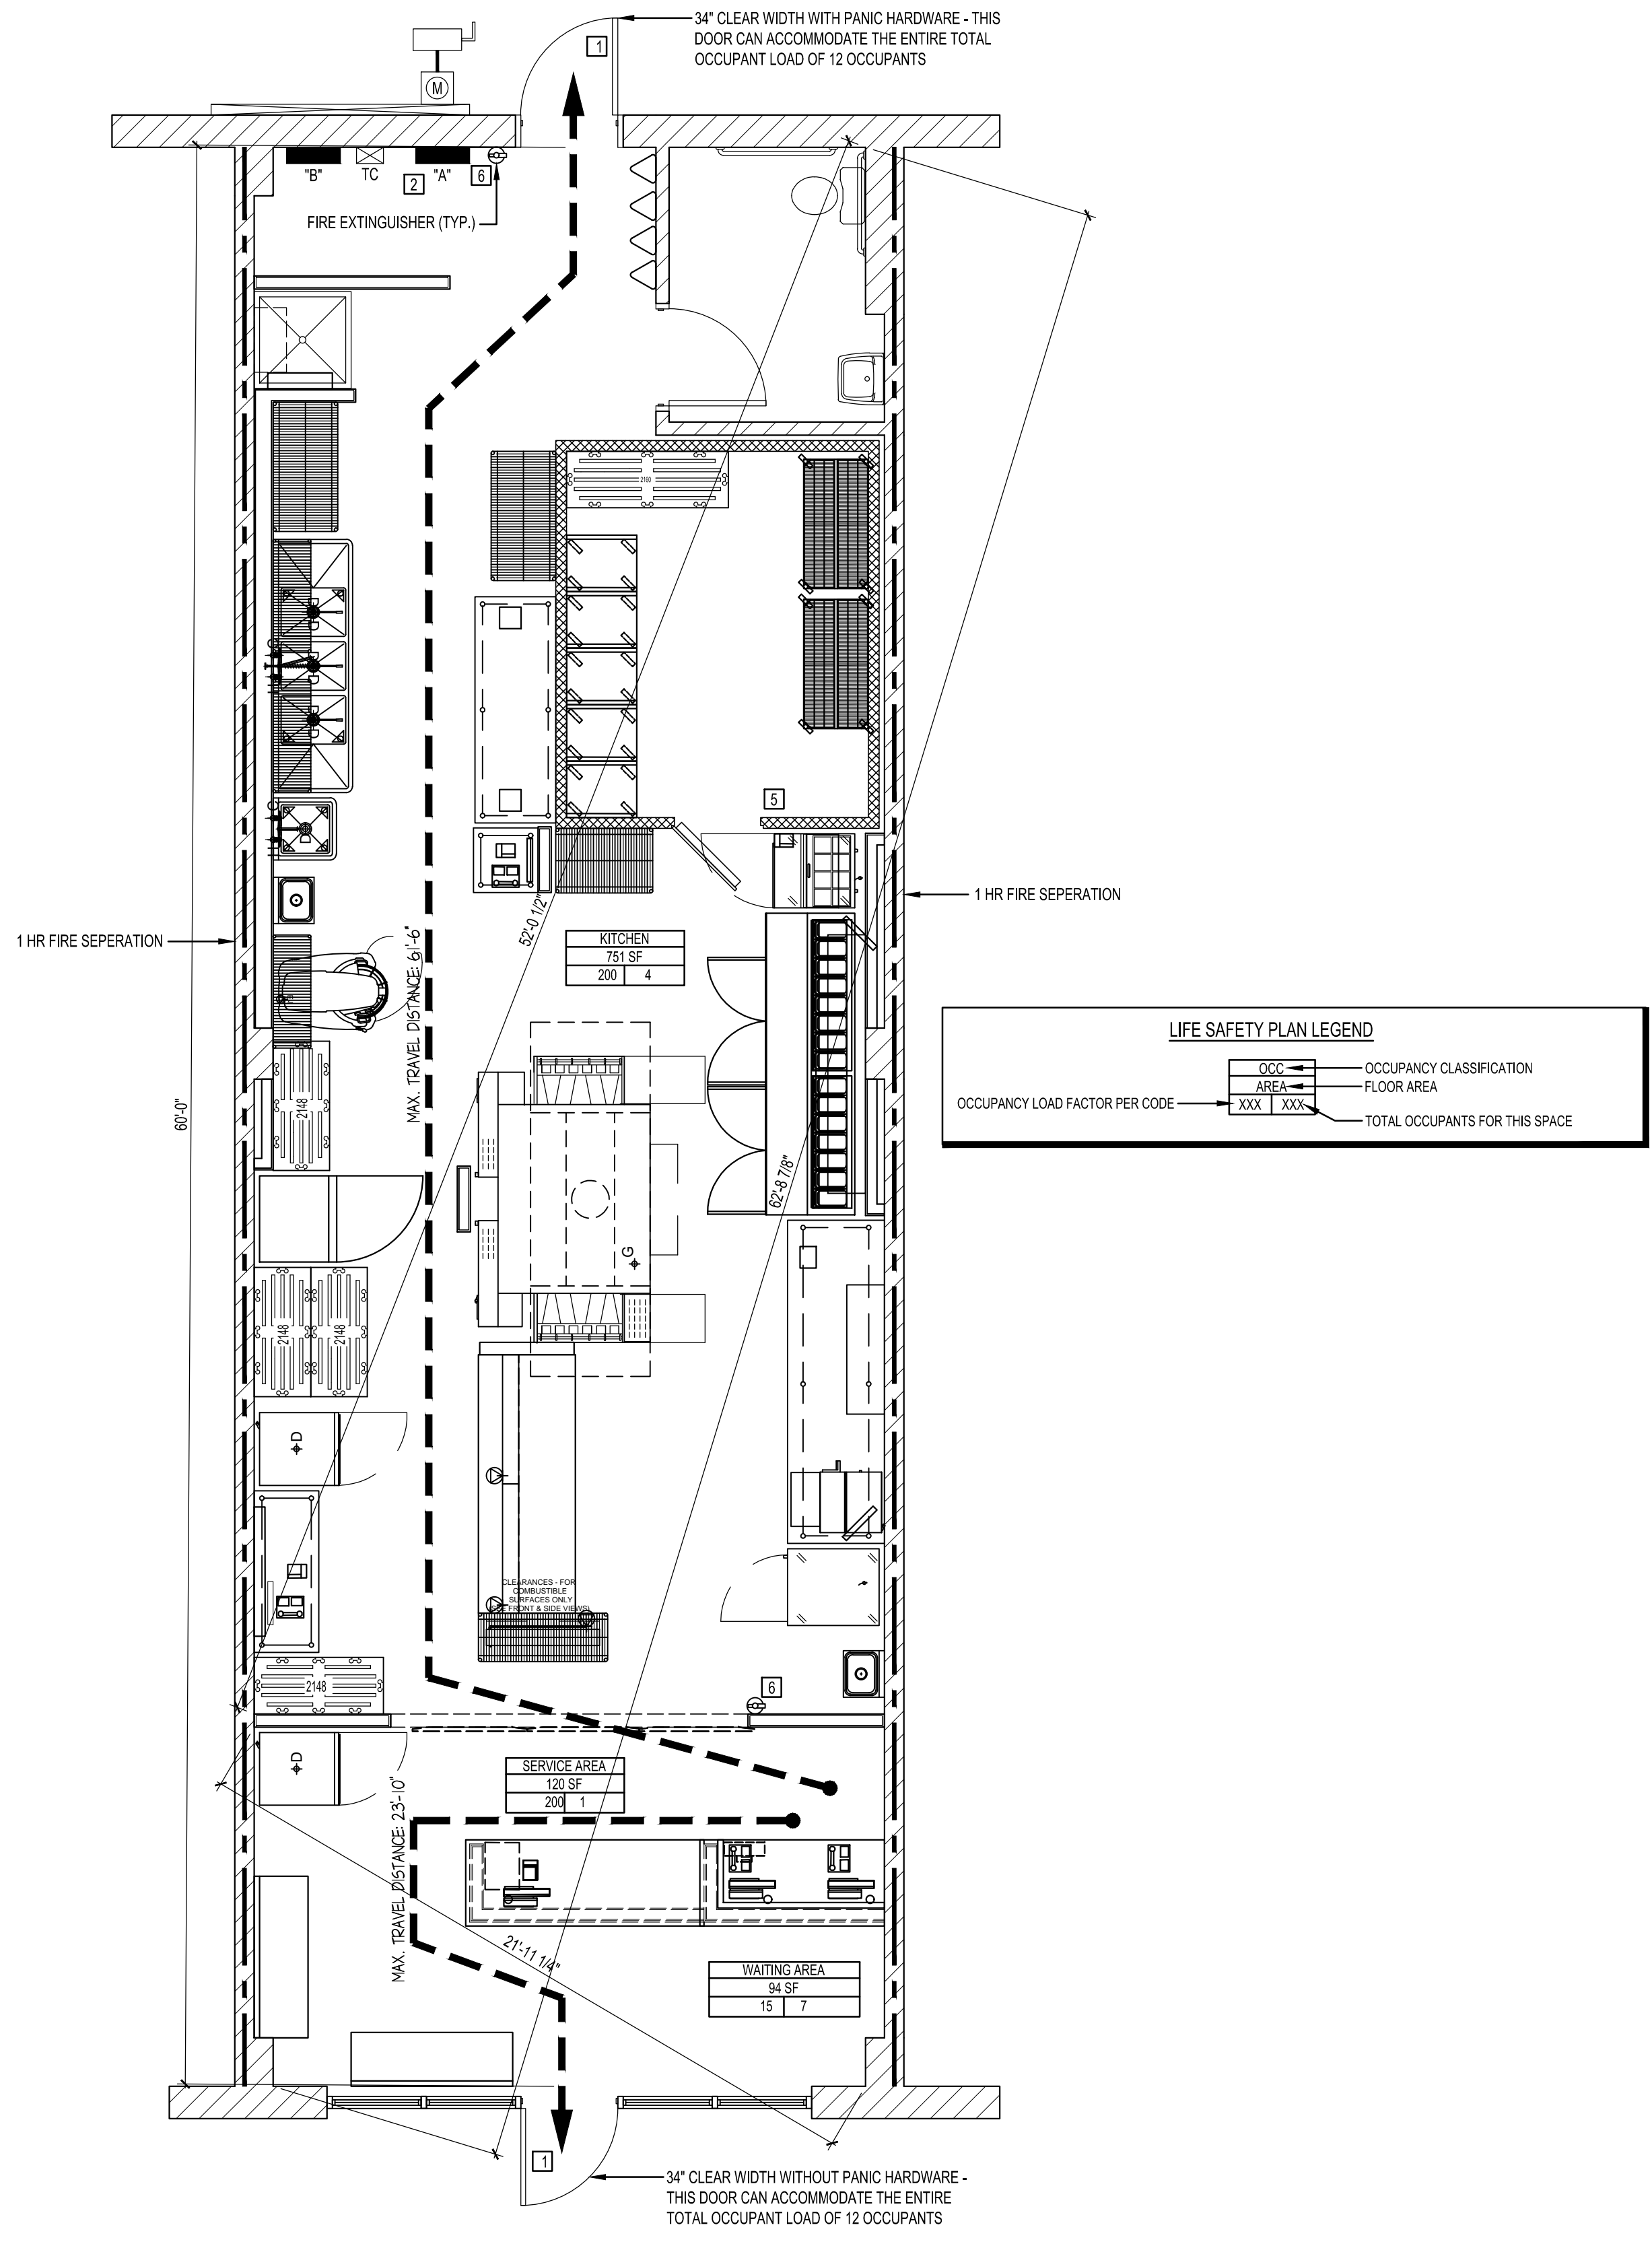 34" CLEAR WIDTH WITH PANIC HARDWARE - THIS
DOOR CAN ACCOMMODATE THE ENTIRE TOTAL
OCCUPANT LOAD OF 12 OCCUPANTS
1
M
"B"
TC
2
"A"
6
FIRE EXTINGUISHER (TYP.)
2160
5
1 HR FIRE SEPERATION
1 HR FIRE SEPERATION
52'-0 1/2"
KITCHEN
751 SF
200 4
MAX. TRAVEL DISTANCE: 61'-6"
60'-0"
LIFE SAFETY PLAN LEGEND
OCC
OCCUPANCY CLASSIFICATION
AREA
FLOOR AREA
OCCUPANCY LOAD FACTOR PER CODE
XXX XXX
TOTAL OCCUPANTS FOR THIS SPACE
2148
62'-8 7/8"
G
2148
2148
D
CLEARANCES - FOR
COMBUSTIBLE
SURFACES ONLY
FRONT & SIDE VIEWS)
2148
6
D
SERVICE AREA
120 SF
200 1
MAX. TRAVEL DISTANCE: 23'-10"
21'-11 1/4"
WAITING AREA
94 SF
15 7
1
34" CLEAR WIDTH WITHOUT PANIC HARDWARE -
THIS DOOR CAN ACCOMMODATE THE ENTIRE
TOTAL OCCUPANT LOAD OF 12 OCCUPANTS